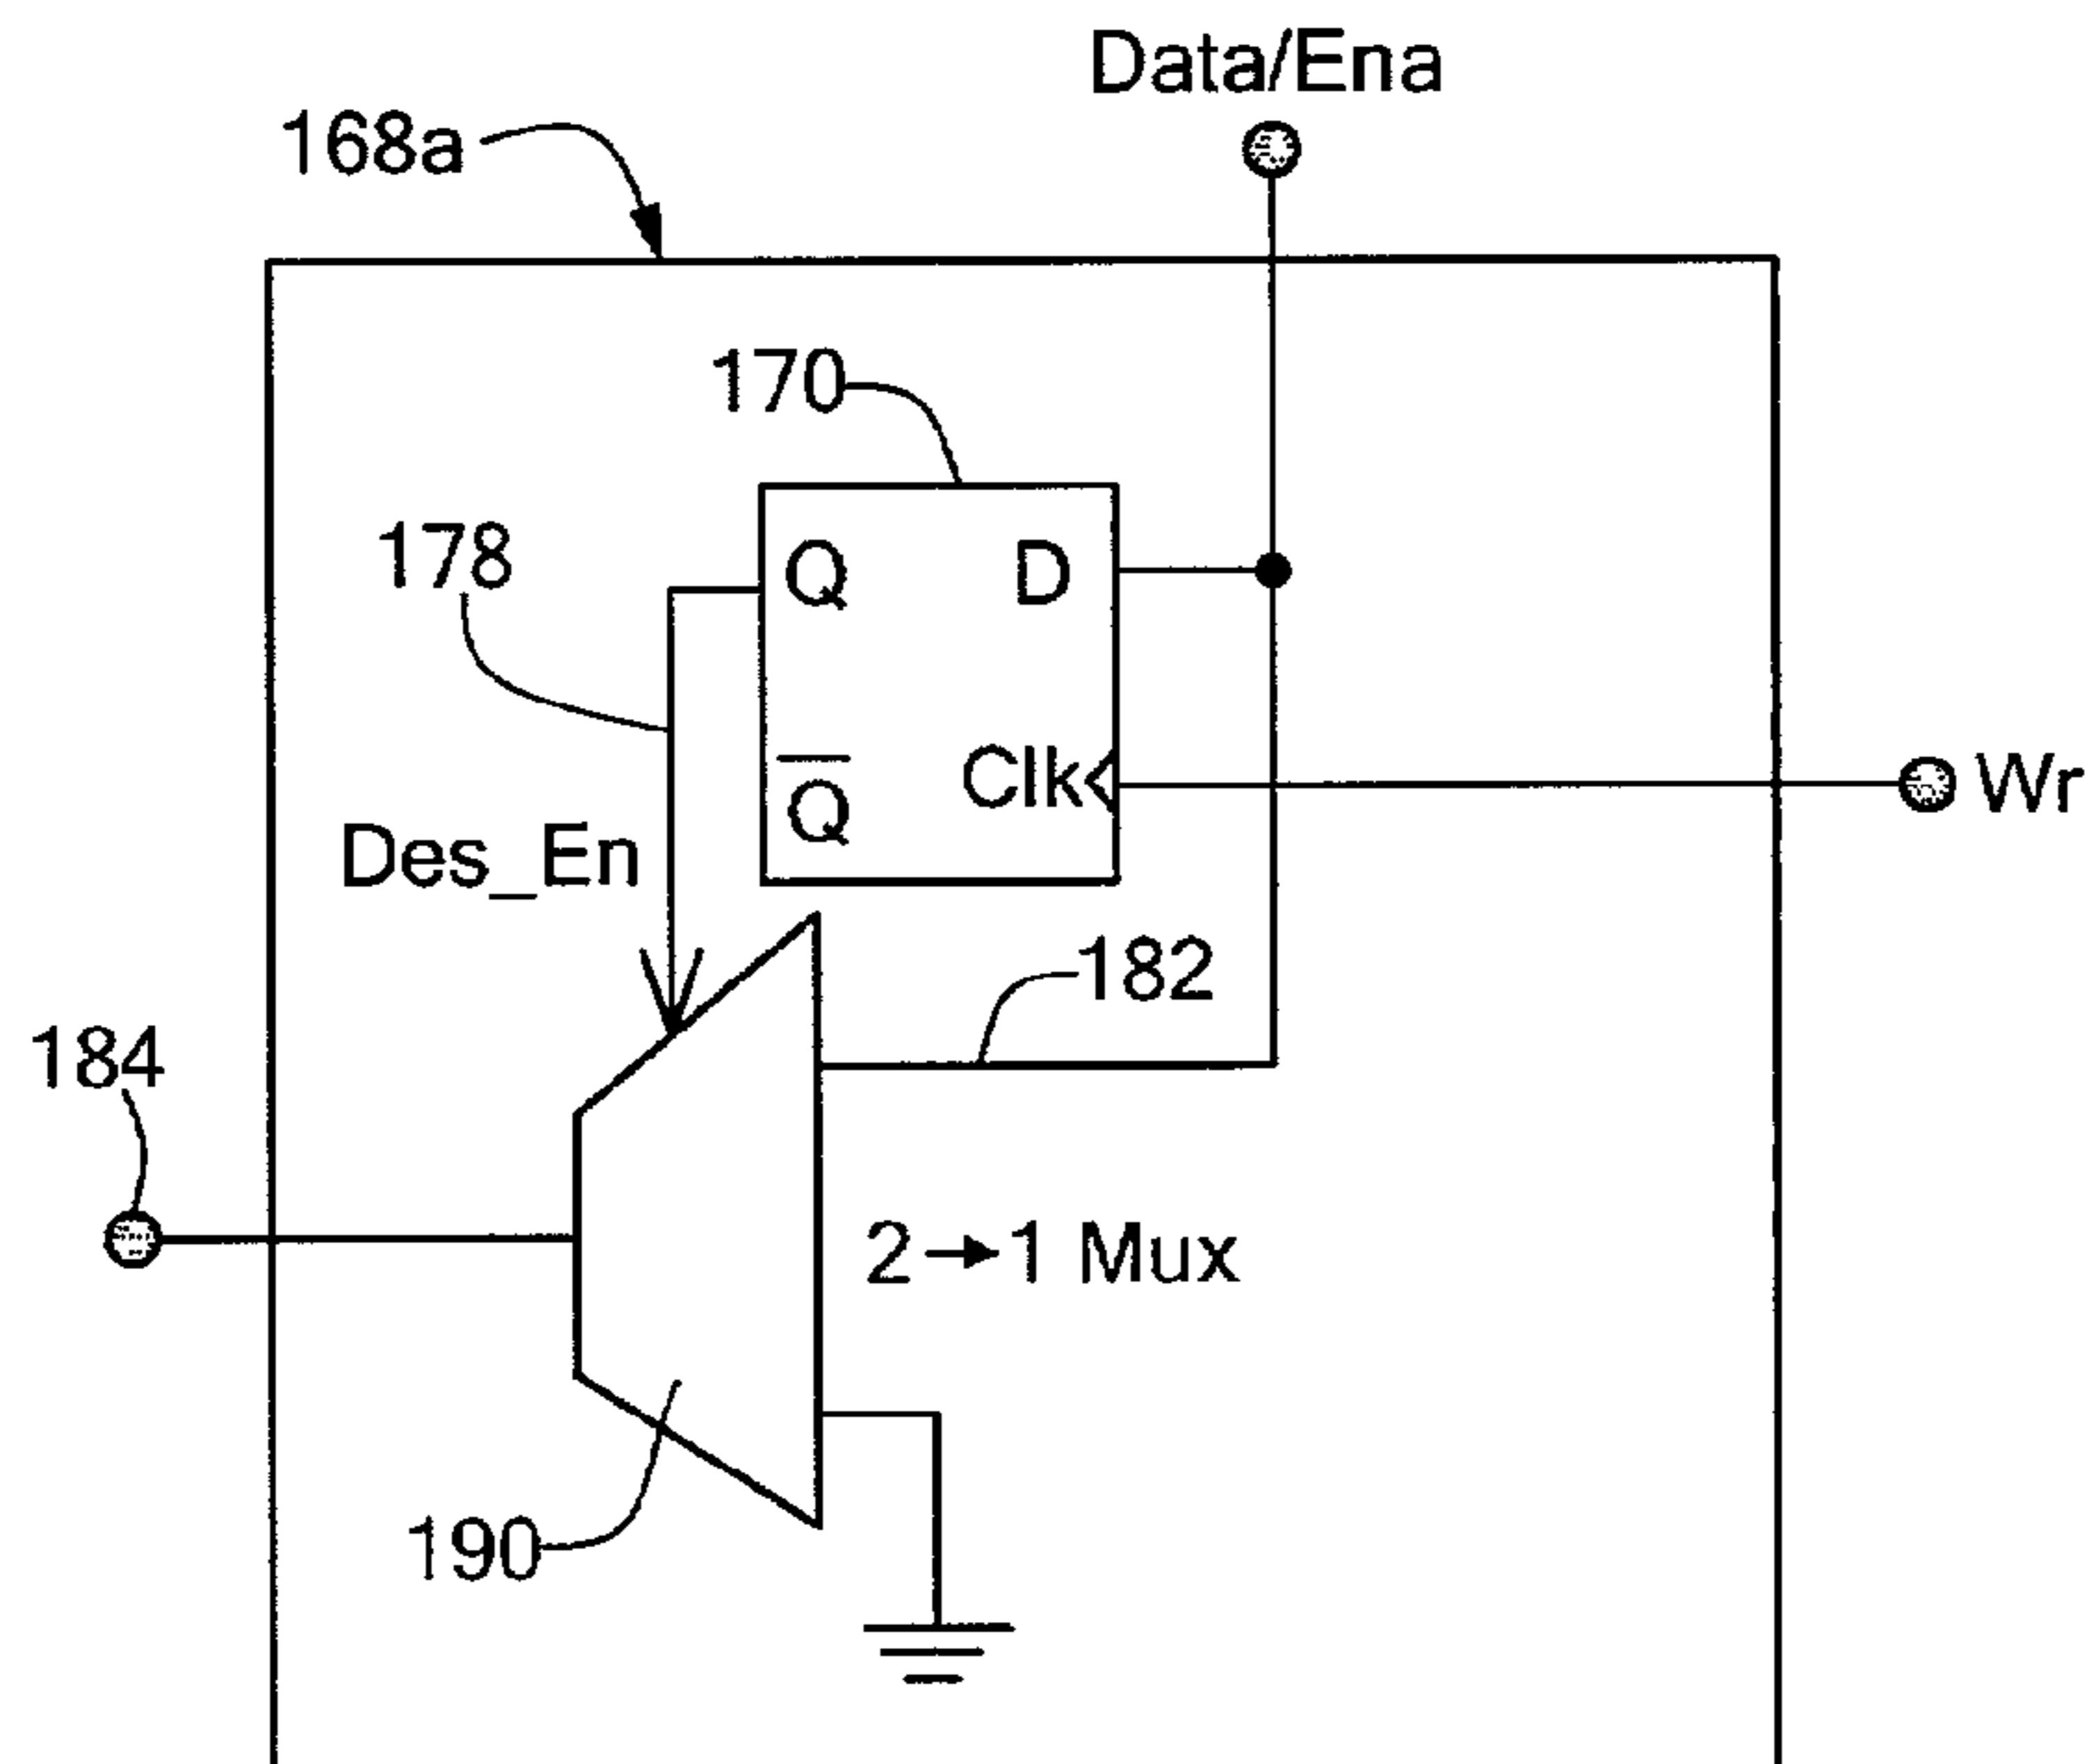 Data/Ena
168a
170
178
Q D
Q̅ Clk
Wr
Des_En
182
184
2→1 Mux
190